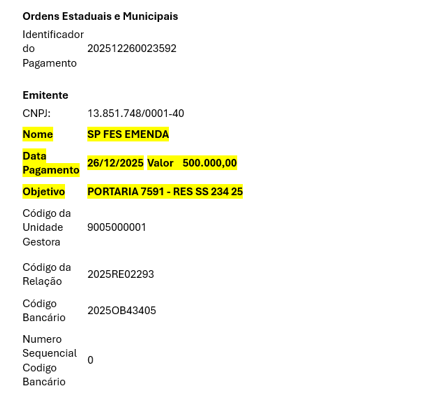 Ordens Estaduais e Municipais
Identificador
do
Pagamento
202512260023592
Emitente
CNPJ: 13.851.748/0001-40
Nome SP FES EMENDA
Data
Pagamento
26/12/2025 Valor 500.000,00
Objetivo PORTARIA 7591 - RES SS 234 25
Código da
Unidade
Gestora
9005000001
Código da
Relação
2025RE02293
Código
Bancário
2025OB43405
Numero
Sequencial
Codigo
Bancário
0